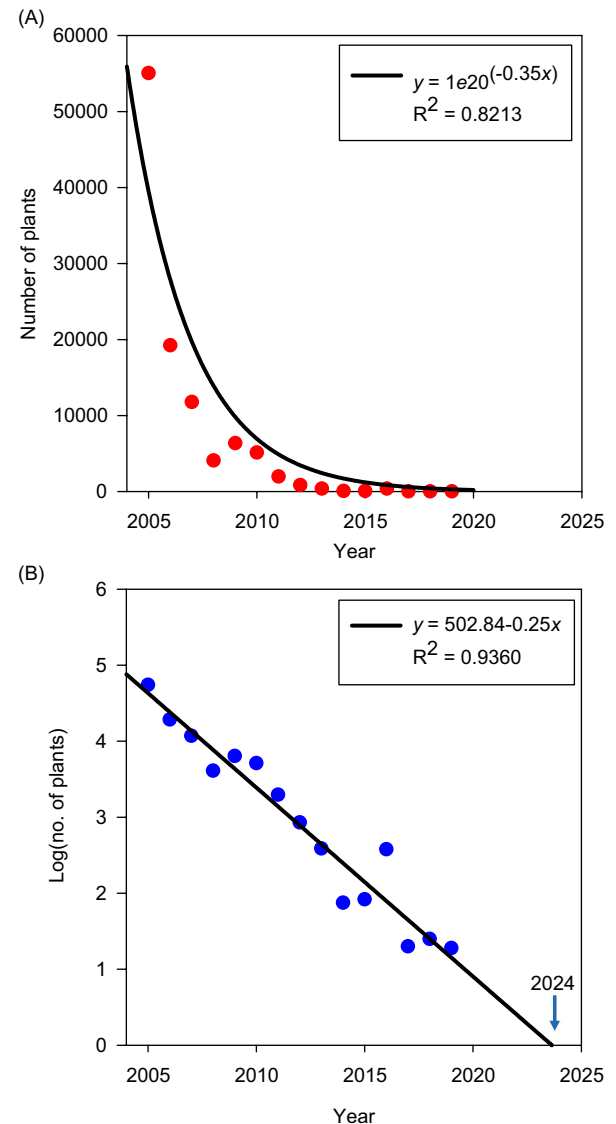 (A)
60000
50000
40000
30000
20000
10000
0
Number of plants
y = 1e20(-0.35x)
R2 = 0.8213
2005 2010 2015 2020 2025
Year
(B)
6
5
4
3
2
1
0
Log(no. of plants)
y = 502.84-0.25x
R2 = 0.9360
2024
2005 2010 2015 2020 2025
Year